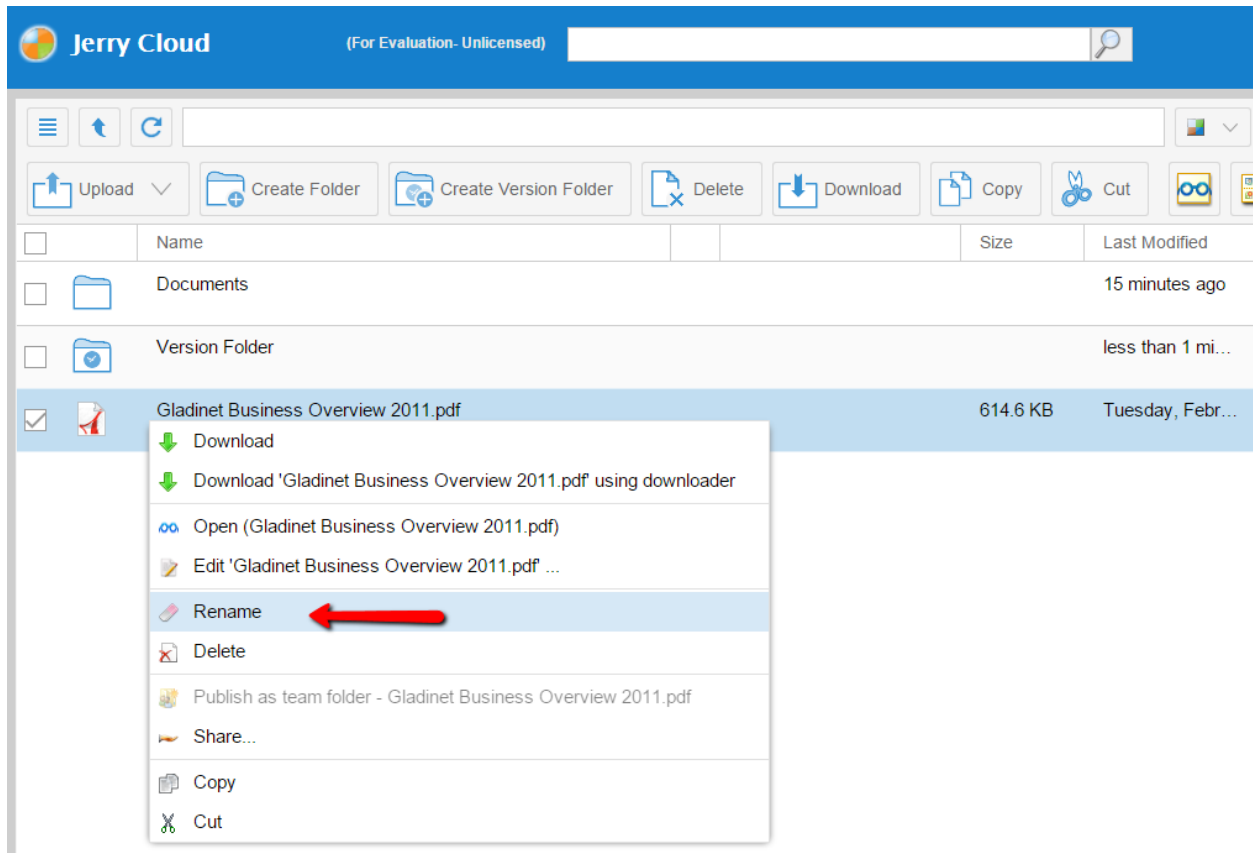 Jerry Cloud (For Evaluation- Unlicensed)
Upload Create Folder Create Version Folder Delete Download Copy Cut
Name Size Last Modified
Documents 15 minutes ago
Version Folder less than 1 mi...
Gladinet Business Overview 2011.pdf 614.6 KB Tuesday, Febr...
Download
Download 'Gladinet Business Overview 2011.pdf' using downloader
Open (Gladinet Business Overview 2011.pdf)
Edit 'Gladinet Business Overview 2011.pdf' ...
Rename
Delete
Publish as team folder - Gladinet Business Overview 2011.pdf
Share...
Copy
Cut